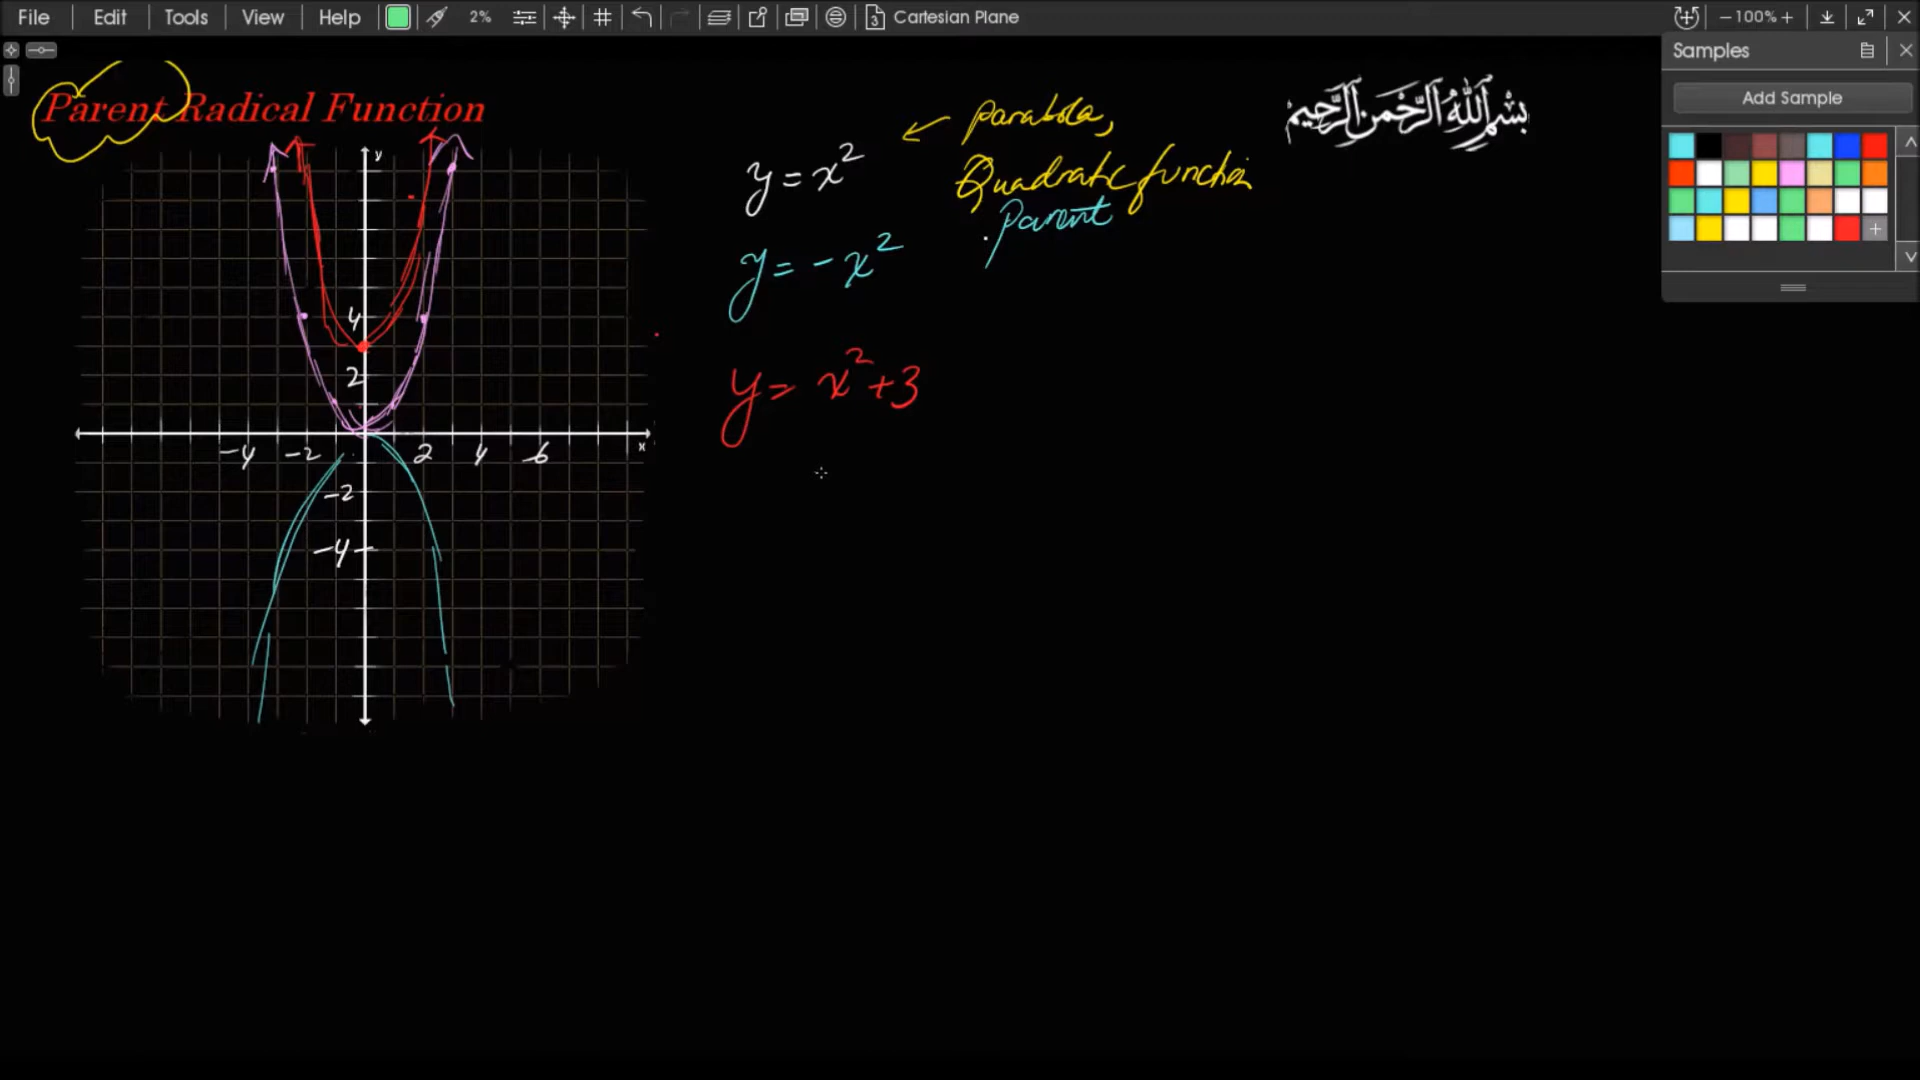 File Edit Tools View Help 2% 3 Cartesian Plane −100%+
Samples
Add Sample
Parent Radical Function
بسم الله الرحمن الرحيم
y = x²
← Parabola,
Quadratic function
Parent
y = -x²
y = x² + 3
y
4
2
-4 -2 2 4 6 x
-2
-4